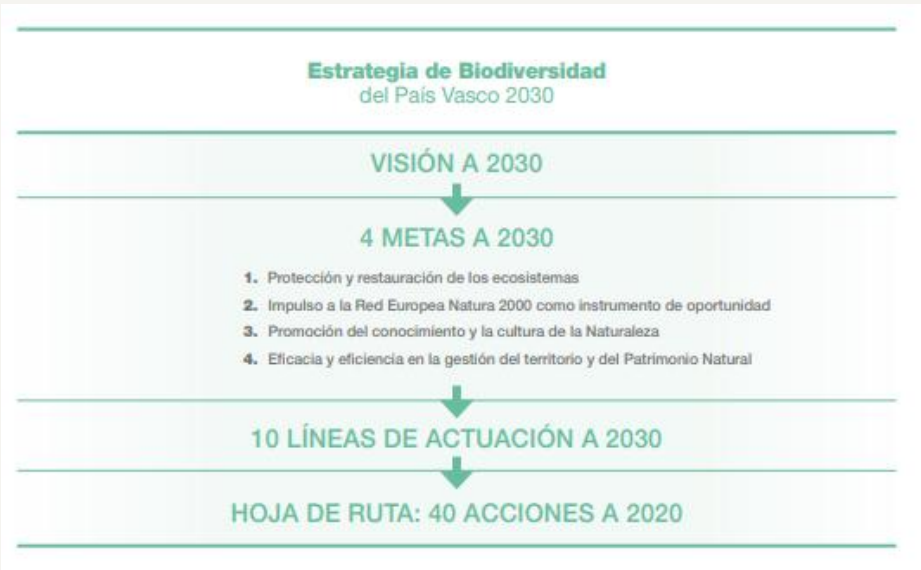 Estrategia de Biodiversidad
del País Vasco 2030
VISIÓN A 2030
4 METAS A 2030
1. Protección y restauración de los ecosistemas
2. Impulso a la Red Europea Natura 2000 como instrumento de oportunidad
3. Promoción del conocimiento y la cultura de la Naturaleza
4. Eficacia y eficiencia en la gestión del territorio y del Patrimonio Natural
10 LÍNEAS DE ACTUACIÓN A 2030
HOJA DE RUTA: 40 ACCIONES A 2020